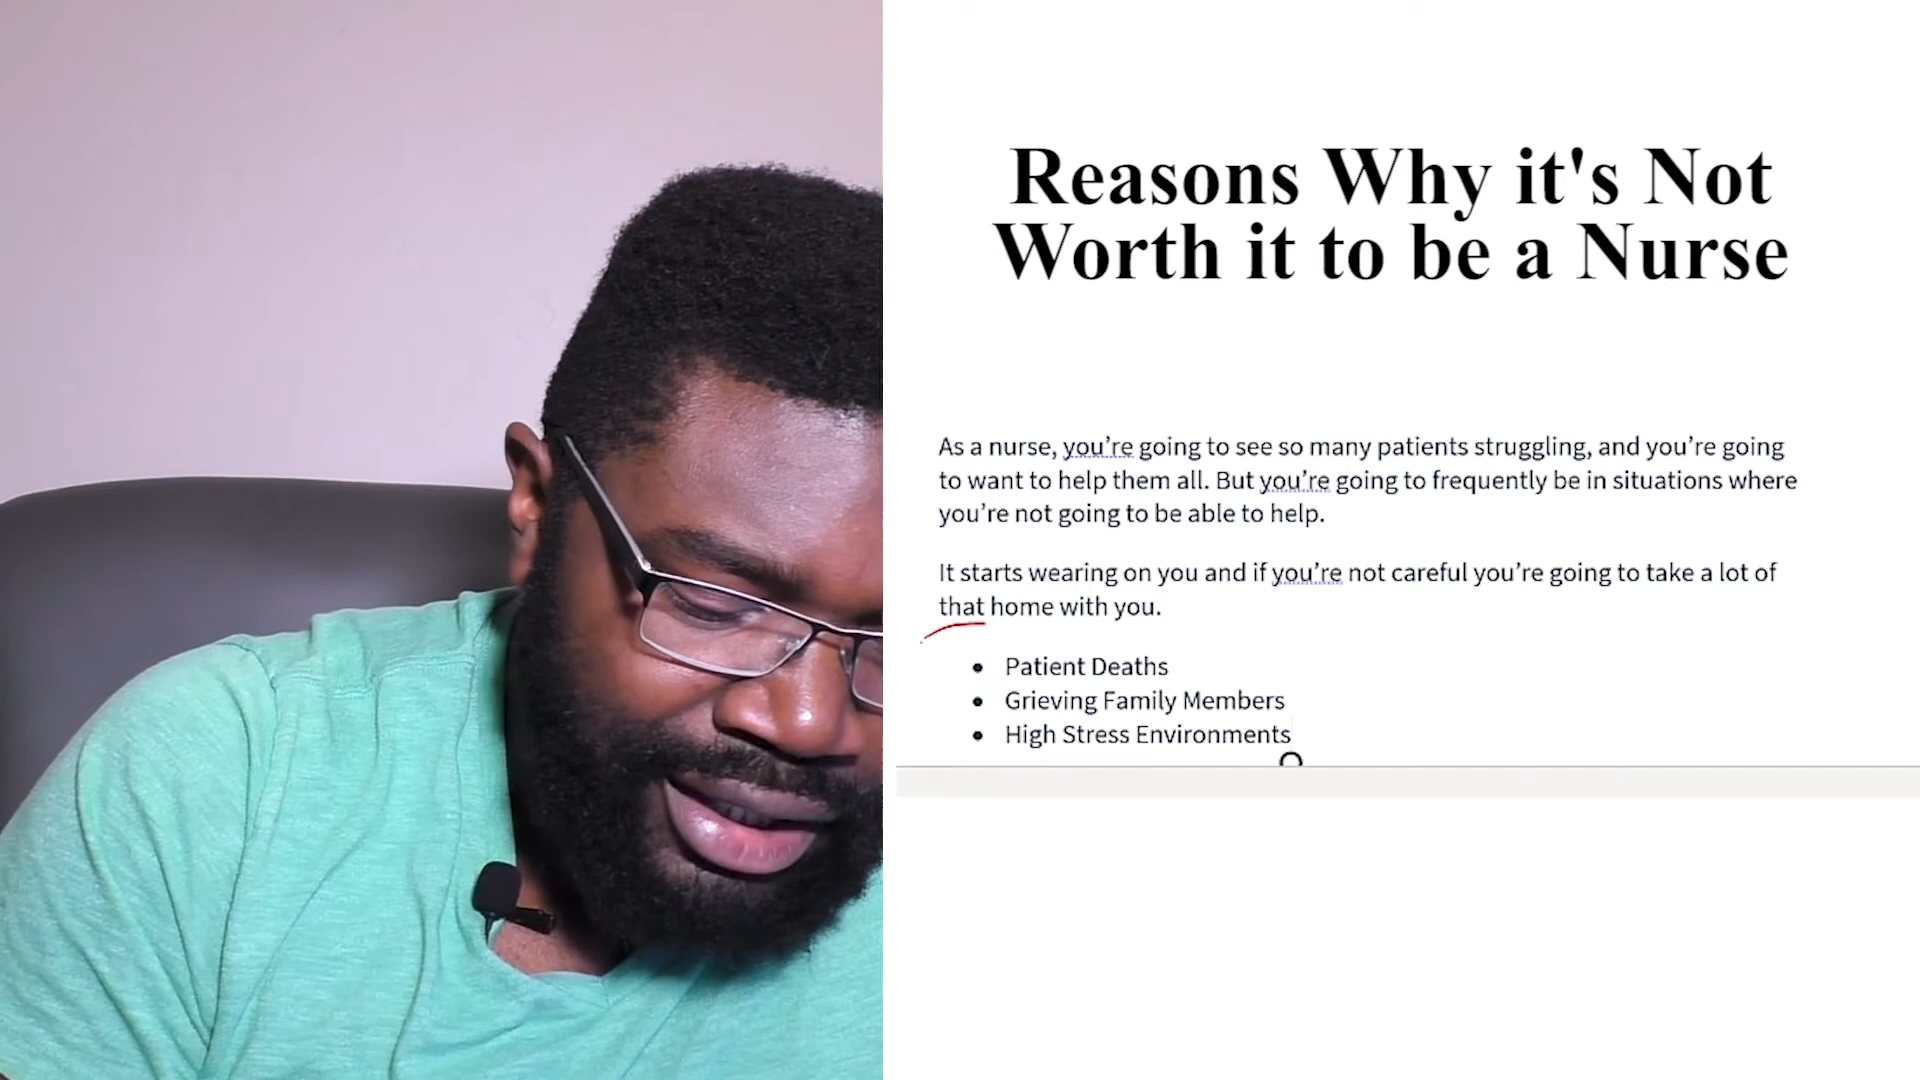 Reasons Why it's Not
Worth it to be a Nurse
As a nurse, you’re going to see so many patients struggling, and you’re going
to want to help them all. But you’re going to frequently be in situations where
you’re not going to be able to help.
It starts wearing on you and if you’re not careful you’re going to take a lot of
that home with you.
• Patient Deaths
• Grieving Family Members
• High Stress Environments